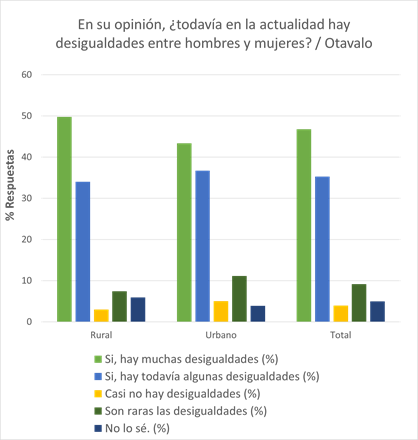 En su opinión, ¿todavía en la actualidad hay
desigualdades entre hombres y mujeres? / Otavalo
60
50
40
30
20
10
0
% Respuestas
Rural
Urbano
Total
Si, hay muchas desigualdades (%)
Si, hay todavía algunas desigualdades (%)
Casi no hay desigualdades (%)
Son raras las desigualdades (%)
No lo sé. (%)